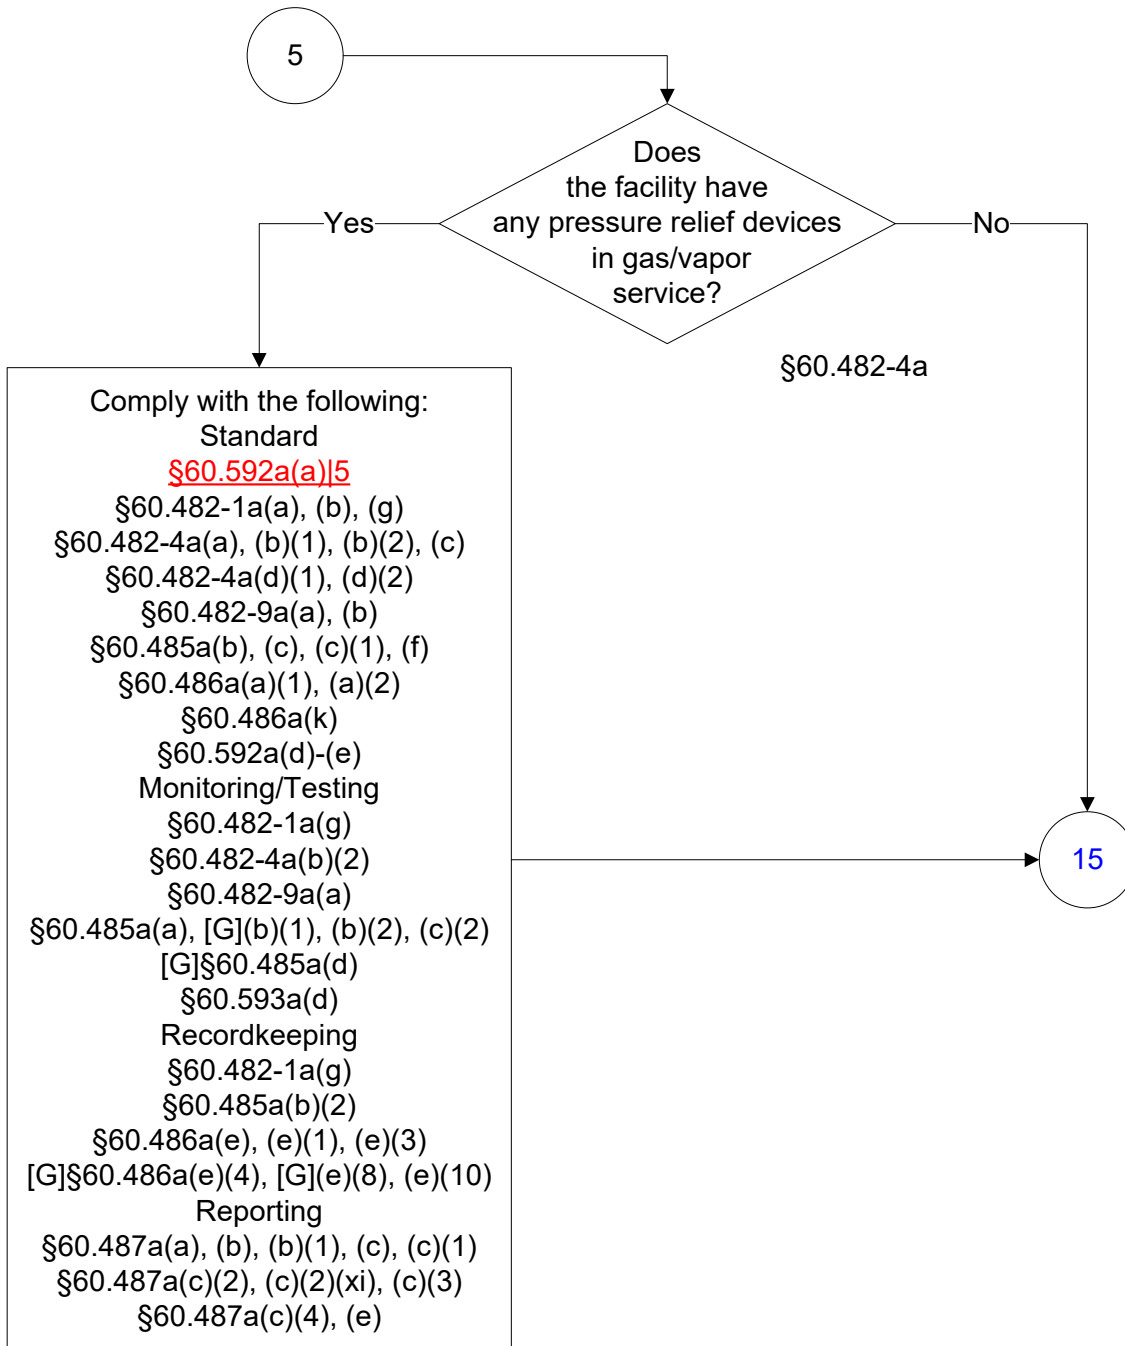 5
Does
the facility have
any pressure relief devices
in gas/vapor
service?
Yes
No
§60.482-4a
Comply with the following:
Standard
§60.592a(a)|5
§60.482-1a(a), (b), (g)
§60.482-4a(a), (b)(1), (b)(2), (c)
§60.482-4a(d)(1), (d)(2)
§60.482-9a(a), (b)
§60.485a(b), (c), (c)(1), (f)
§60.486a(a)(1), (a)(2)
§60.486a(k)
§60.592a(d)-(e)
Monitoring/Testing
§60.482-1a(g)
§60.482-4a(b)(2)
§60.482-9a(a)
§60.485a(a), [G](b)(1), (b)(2), (c)(2)
[G]§60.485a(d)
§60.593a(d)
Recordkeeping
§60.482-1a(g)
§60.485a(b)(2)
§60.486a(e), (e)(1), (e)(3)
[G]§60.486a(e)(4), [G](e)(8), (e)(10)
Reporting
§60.487a(a), (b), (b)(1), (c), (c)(1)
§60.487a(c)(2), (c)(2)(xi), (c)(3)
§60.487a(c)(4), (e)
15